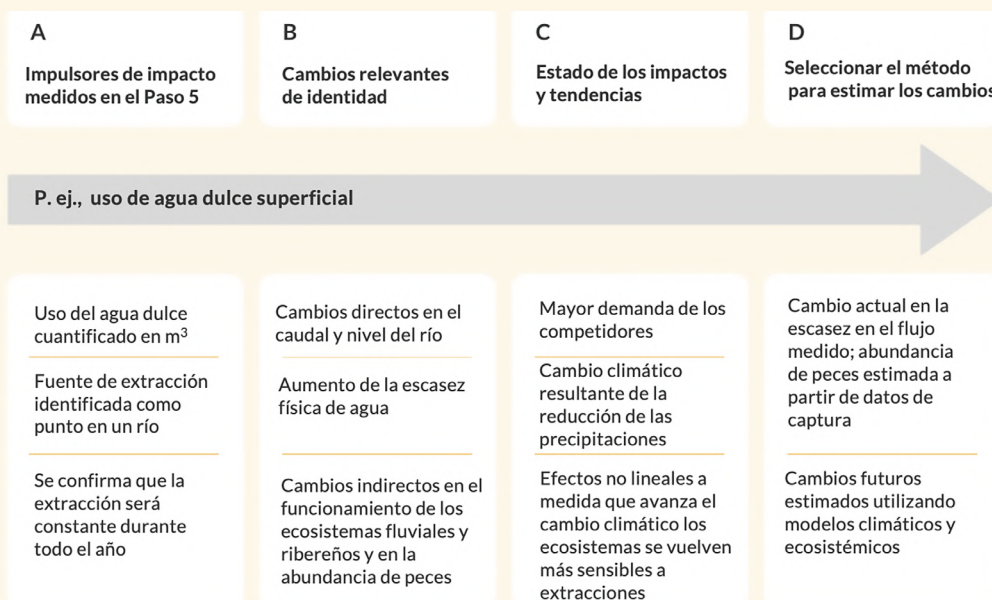 A
Impulsores de impacto
medidos en el Paso 5
B
Cambios relevantes
de identidad
C
Estado de los impactos
y tendencias
D
Seleccionar el método
para estimar los cambios
P. ej., uso de agua dulce superficial
Uso del agua dulce
cuantificado en m³
Fuente de extracción
identificada como
punto en un río
Se confirma que la
extracción será
constante durante
todo el año
Cambios directos en el
caudal y nivel del río
Aumento de la escasez
física de agua
Cambios indirectos en el
funcionamiento de los
ecosistemas fluviales y
ribereños y en la
abundancia de peces
Mayor demanda de los
competidores
Cambio climático
resultante de la
reducción de las
precipitaciones
Efectos no lineales a
medida que avanza el
cambio climático los
ecosistemas se vuelven
más sensibles a
extracciones
Cambio actual en la
escasez en el flujo
medido; abundancia
de peces estimada a
partir de datos de
captura
Cambios futuros
estimados utilizando
modelos climáticos y
ecosistémicos